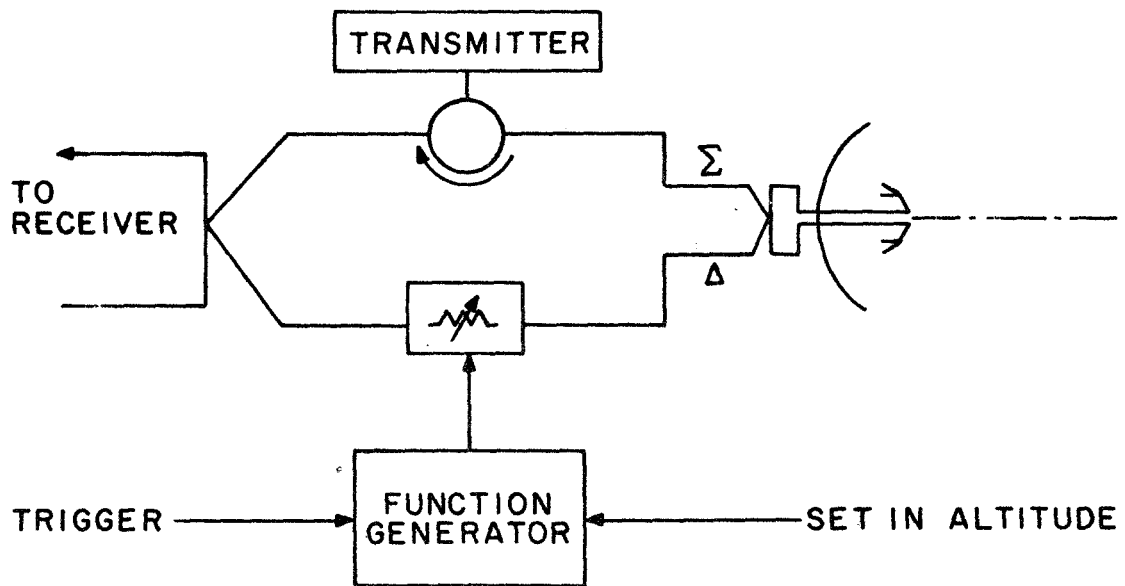 TRANSMITTER
Σ
TO
RECEIVER
Δ
FUNCTION
GENERATOR
TRIGGER
SET IN ALTITUDE